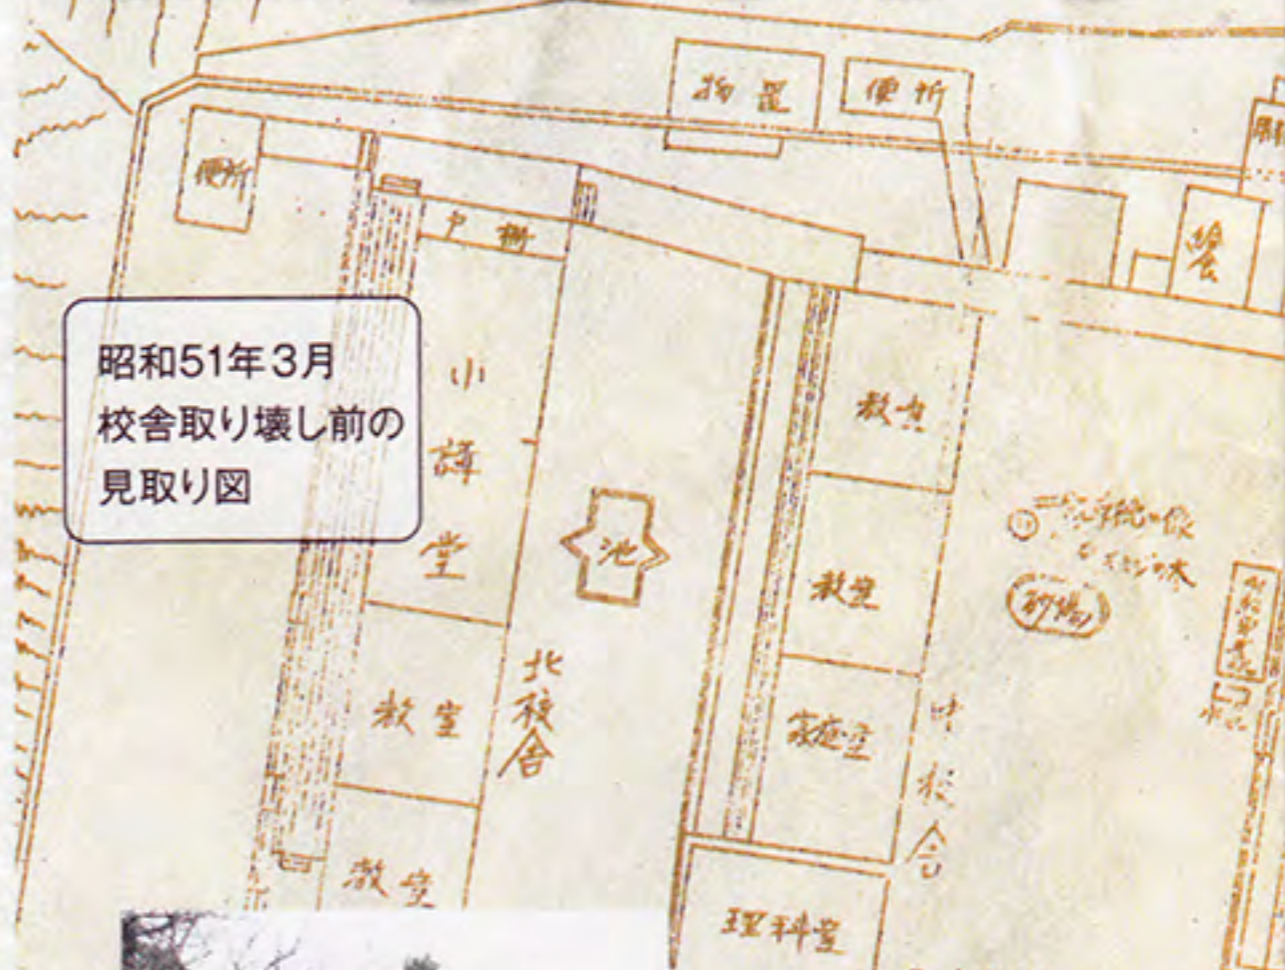 物置
便所
便所
戸棚
昭和51年3月
校舎取り壊し前の
見取り図
小講堂
教室
池
教室
砂場
北校舎
教室
家庭室
中校舎
教室
理科室